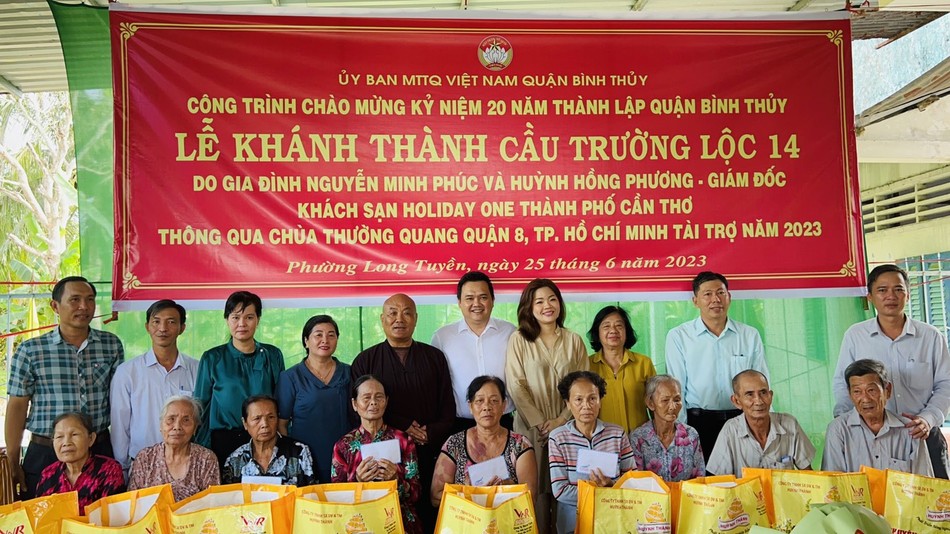 ỦY BAN MTTQ VIỆT NAM QUẬN BÌNH THỦY
CÔNG TRÌNH CHÀO MỪNG KỶ NIỆM 20 NĂM THÀNH LẬP QUẬN BÌNH THỦY
LỄ KHÁNH THÀNH CẦU TRƯỜNG LỘC 14
DO GIA ĐÌNH NGUYỄN MINH PHÚC VÀ HUỲNH HỒNG PHƯƠNG - GIÁM ĐỐC
KHÁCH SẠN HOLIDAY ONE THÀNH PHỐ CẦN THƠ
THÔNG QUA CHÙA THƯỜNG QUANG QUẬN 8, TP. HỒ CHÍ MINH TÀI TRỢ NĂM 2023
Phường Long Tuyền, ngày 25 tháng 6 năm 2023
HUỲNH THÀNH